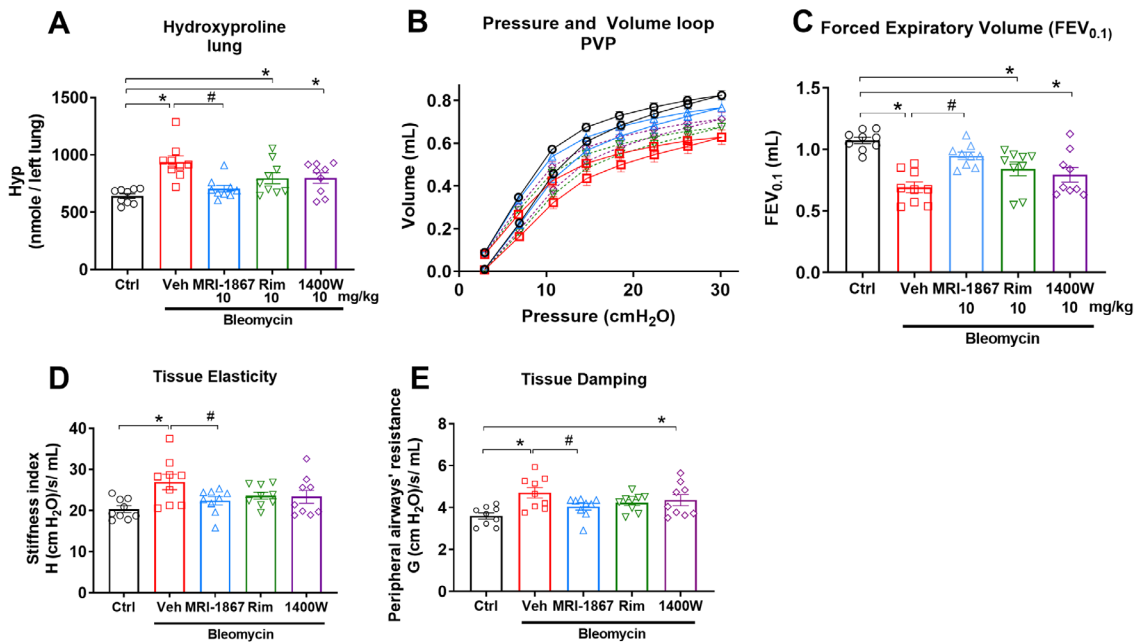 A
Hydroxyproline
lung
*
*
*
#
Hyp
(nmole / left lung)
1500
1000
500
0
Ctrl
Veh MRI-1867 Rim 1400W
10 10 10 mg/kg
Bleomycin
B
Pressure and Volume loop
PVP
Volume (mL)
0.8
0.6
0.4
0.2
0.0
0 10 20 30
Pressure (cmH₂O)
C
Forced Expiratory Volume (FEV₀.₁)
*
*
*
#
FEV₀.₁ (mL)
1.5
1.0
0.5
0.0
Ctrl
Veh MRI-1867 Rim 1400W
10 10 10 mg/kg
Bleomycin
D
Tissue Elasticity
*
#
Stiffness index
H (cm H₂O)/s/ mL)
40
30
20
10
0
Ctrl Veh MRI-1867 Rim 1400W
Bleomycin
E
Tissue Damping
*
*
#
Peripheral airways' resistance
G (cm H₂O)/s/ mL)
8
6
4
2
0
Ctrl Veh MRI-1867 Rim 1400W
Bleomycin